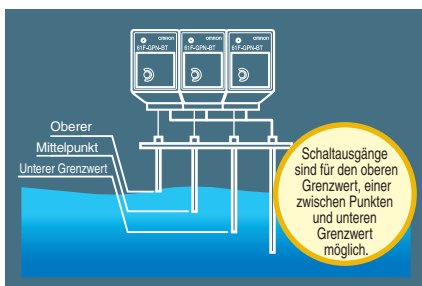 OMRON OMRON OMRON
61F-GPN-BT 61F-GPN-BT 61F-GPN-BT
Oberer
Mittelpunkt
Unterer Grenzwert
Schaltausgänge
sind für den oberen
Grenzwert, einer
zwischen Punkten
und unteren
Grenzwert
möglich.